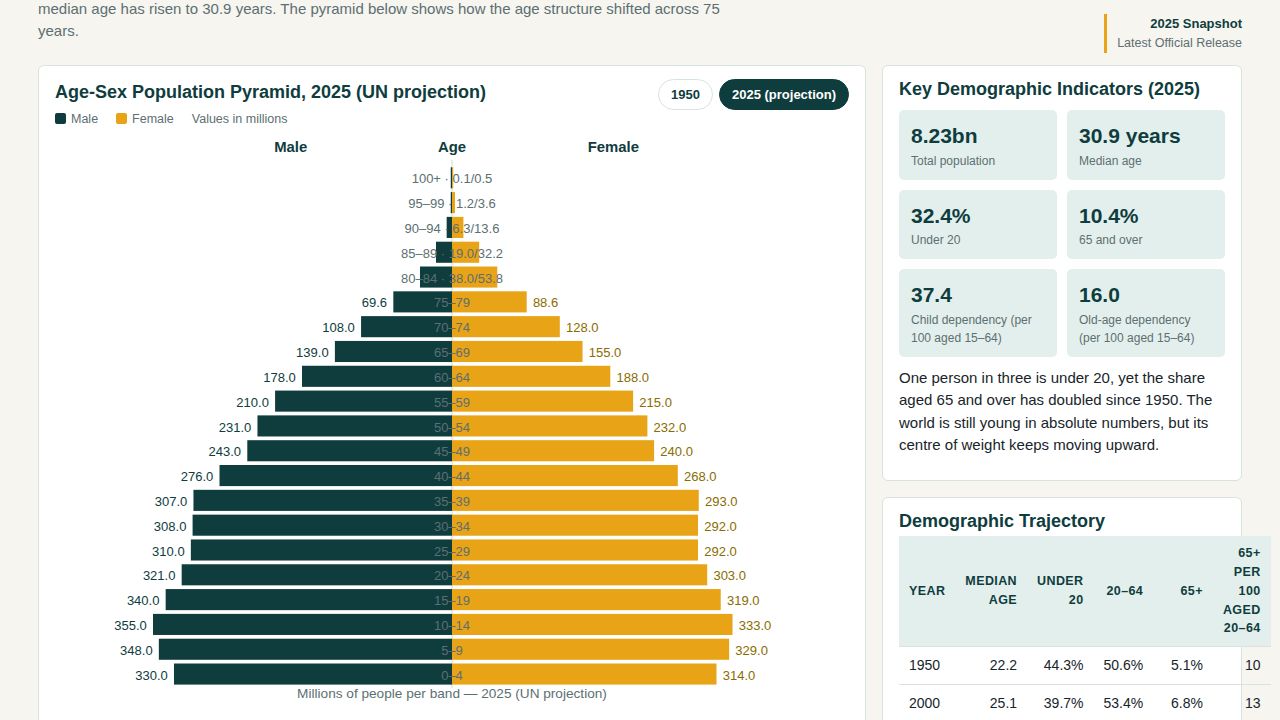 median age has risen to 30.9 years. The pyramid below shows how the age structure shifted across 75
years.
2025 Snapshot
Latest Official Release
Age-Sex Population Pyramid, 2025 (UN projection)
1950
2025 (projection)
Male
Female
Values in millions
Male
Age
Female
100+ · 0.1/0.5
95–99 · 1.2/3.6
90–94 · 6.3/13.6
85–89 · 19.0/32.2
80–84 · 38.0/53.8
69.6 75–79 88.6
108.0 70–74 128.0
139.0 65–69 155.0
178.0 60–64 188.0
210.0 55–59 215.0
231.0 50–54 232.0
243.0 45–49 240.0
276.0 40–44 268.0
307.0 35–39 293.0
308.0 30–34 292.0
310.0 25–29 292.0
321.0 20–24 303.0
340.0 15–19 319.0
355.0 10–14 333.0
348.0 5–9 329.0
330.0 0–4 314.0
Millions of people per band — 2025 (UN projection)
Key Demographic Indicators (2025)
8.23bn
Total population
30.9 years
Median age
32.4%
Under 20
10.4%
65 and over
37.4
Child dependency (per
100 aged 15–64)
16.0
Old-age dependency
(per 100 aged 15–64)
One person in three is under 20, yet the share
aged 65 and over has doubled since 1950. The
world is still young in absolute numbers, but its
centre of weight keeps moving upward.
Demographic Trajectory
YEAR
MEDIAN
AGE
UNDER
20
20–64
65+
65+
PER
100
AGED
20–64
1950 22.2 44.3% 50.6% 5.1% 10
2000 25.1 39.7% 53.4% 6.8% 13